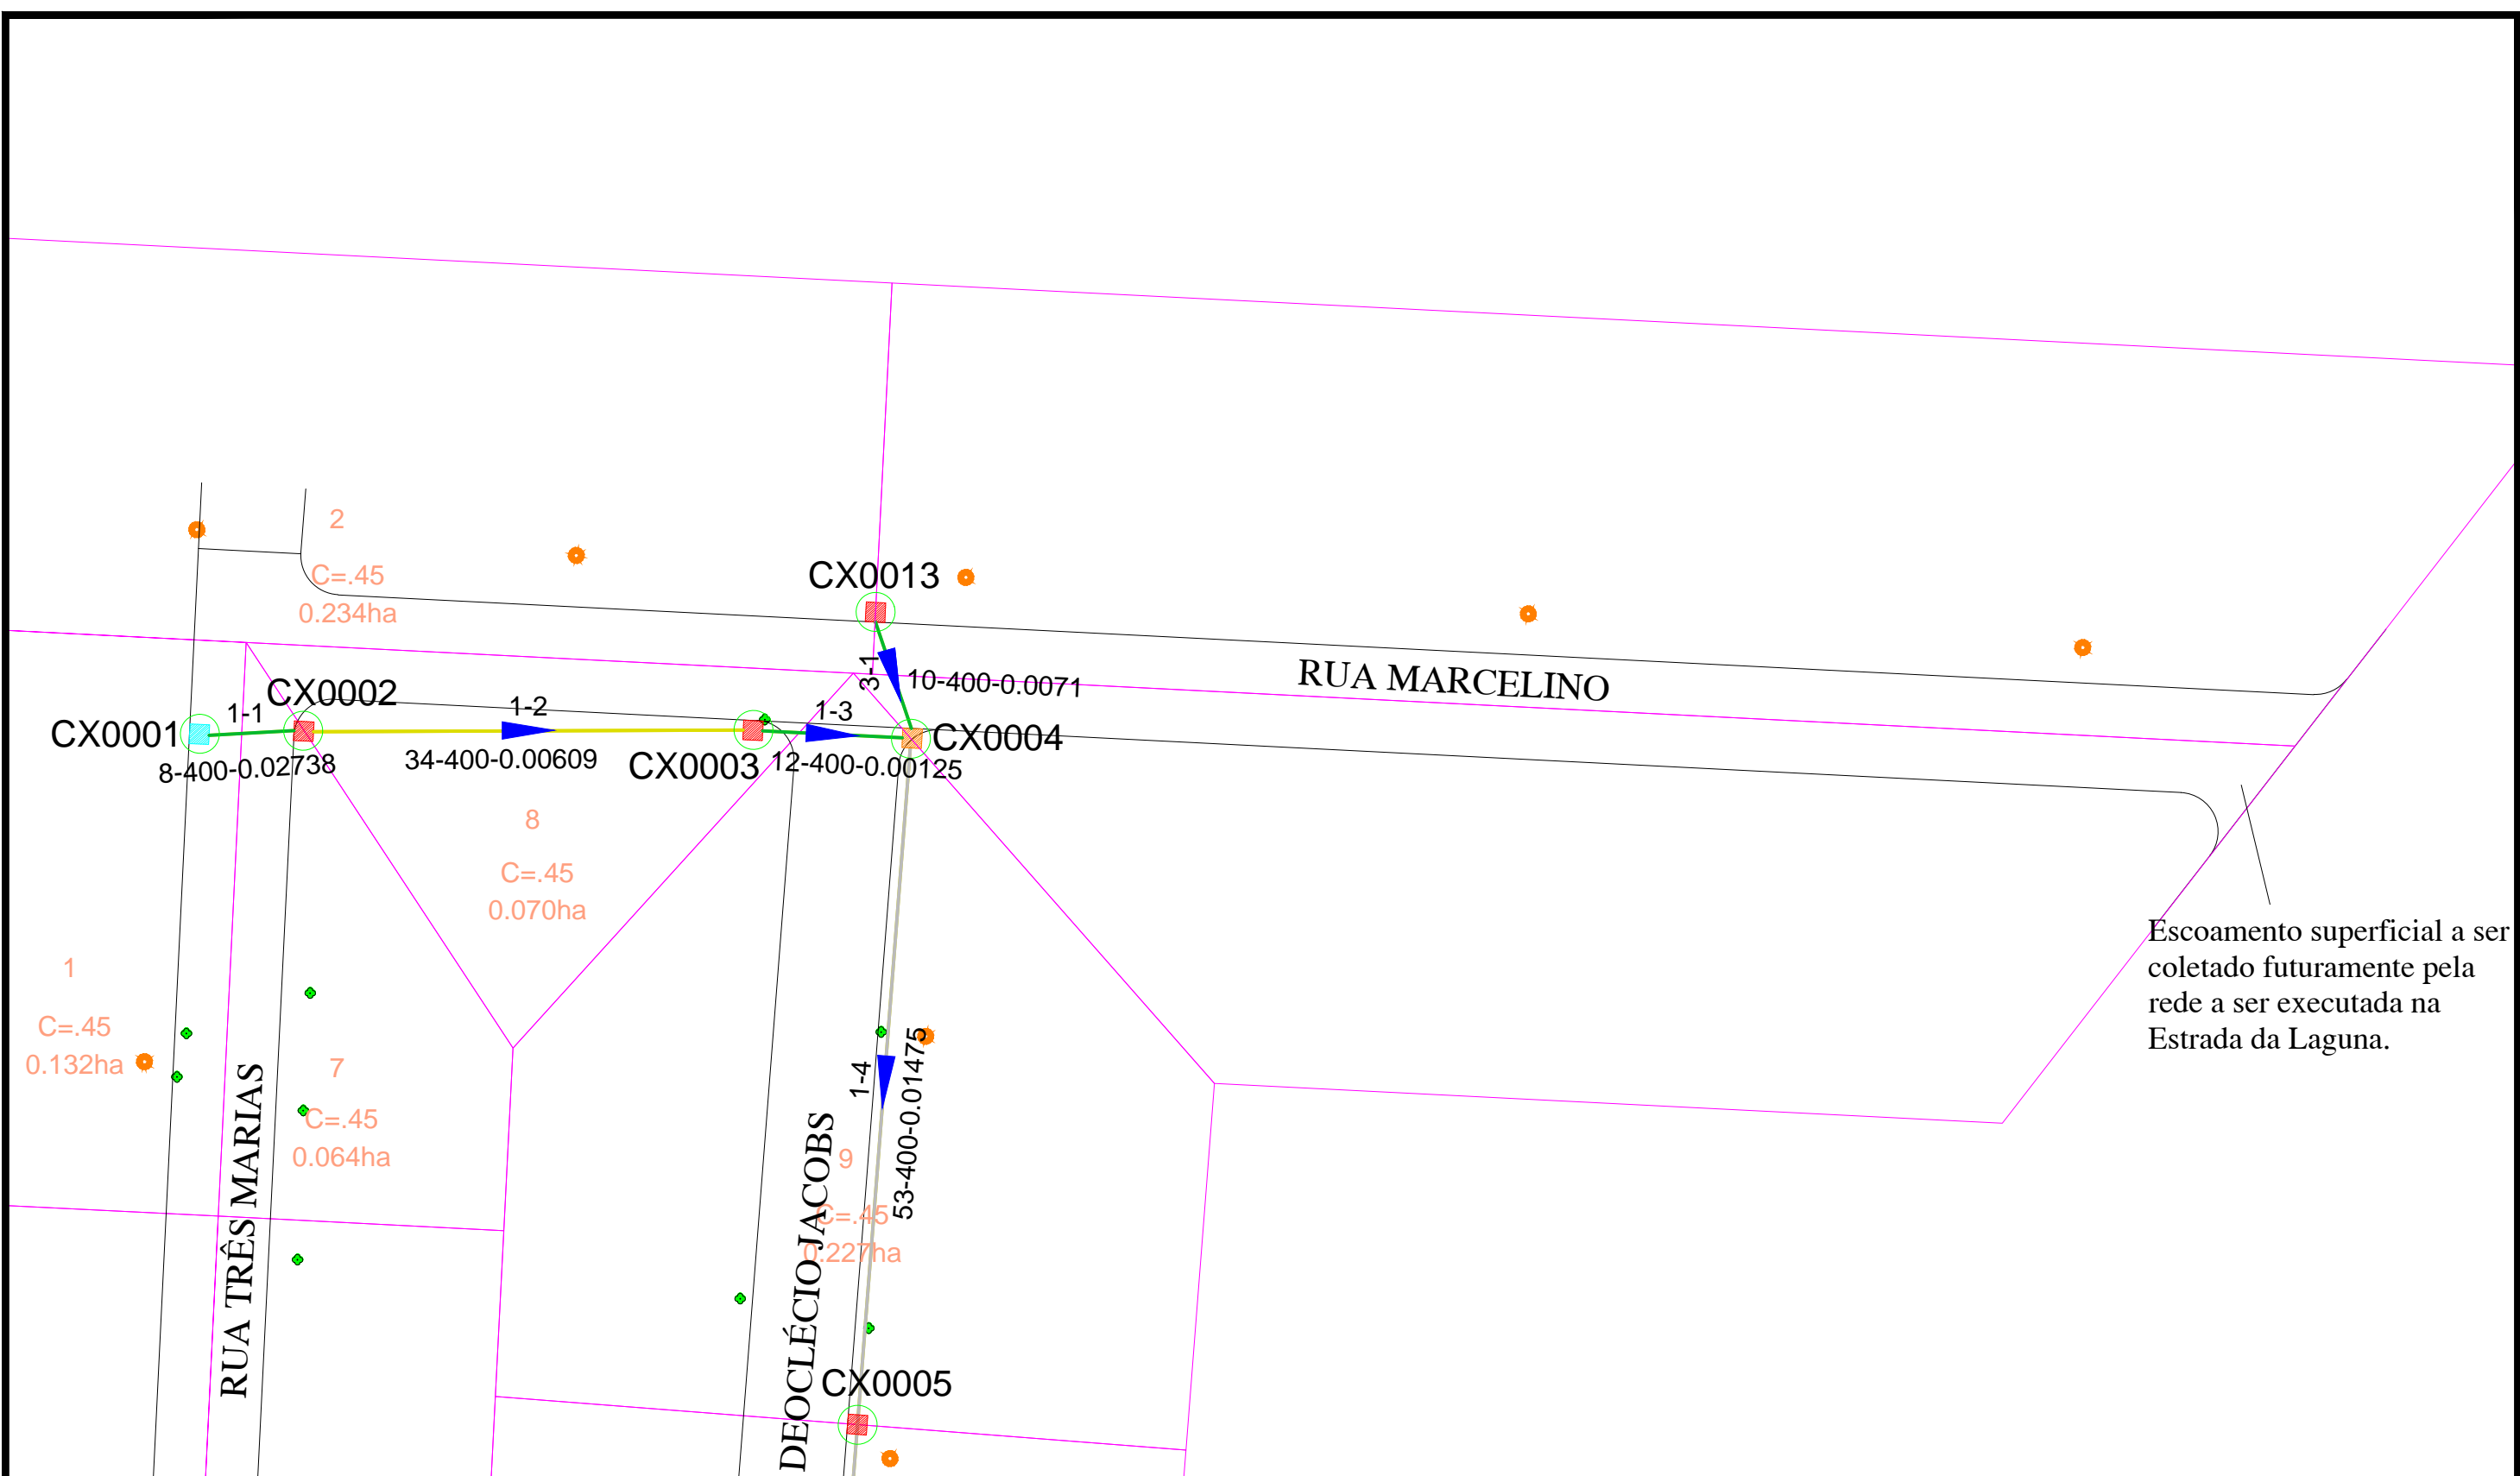 2
C=.45
0.234ha
CX0013
3-1
10-400-0.0071
RUA MARCELINO
CX0002
CX0001
1-1
8-400-0.02738
1-2
34-400-0.00609
CX0003
1-3
12-400-0.00125
CX0004
8
C=.45
0.070ha
Escoamento superficial a ser
coletado futuramente pela
rede a ser executada na
Estrada da Laguna.
1
C=.45
0.132ha
7
C=.45
0.064ha
RUA TRÊS MARIAS
1-4
53-400-0.01475
9
C=.45
0.227ha
DEOCLÉCIO JACOBS
CX0005